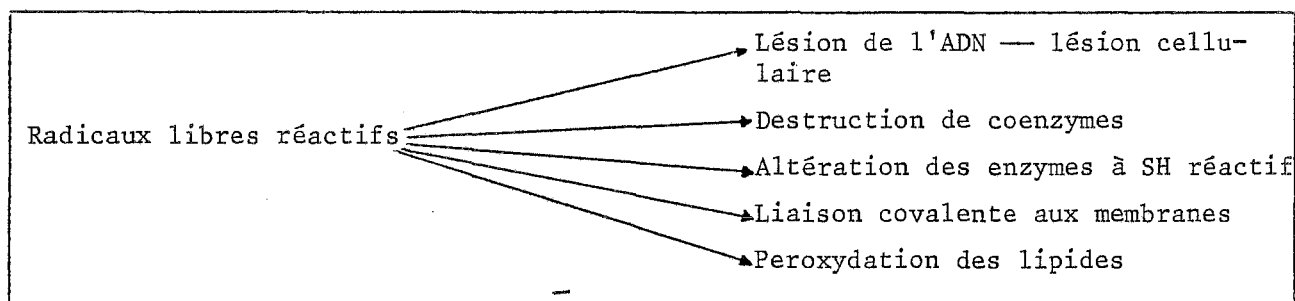 Lésion de l'ADN — lésion cellu-
laire
Radicaux libres réactifs
Destruction de coenzymes
Altération des enzymes à SH réactif
Liaison covalente aux membranes
Peroxydation des lipides